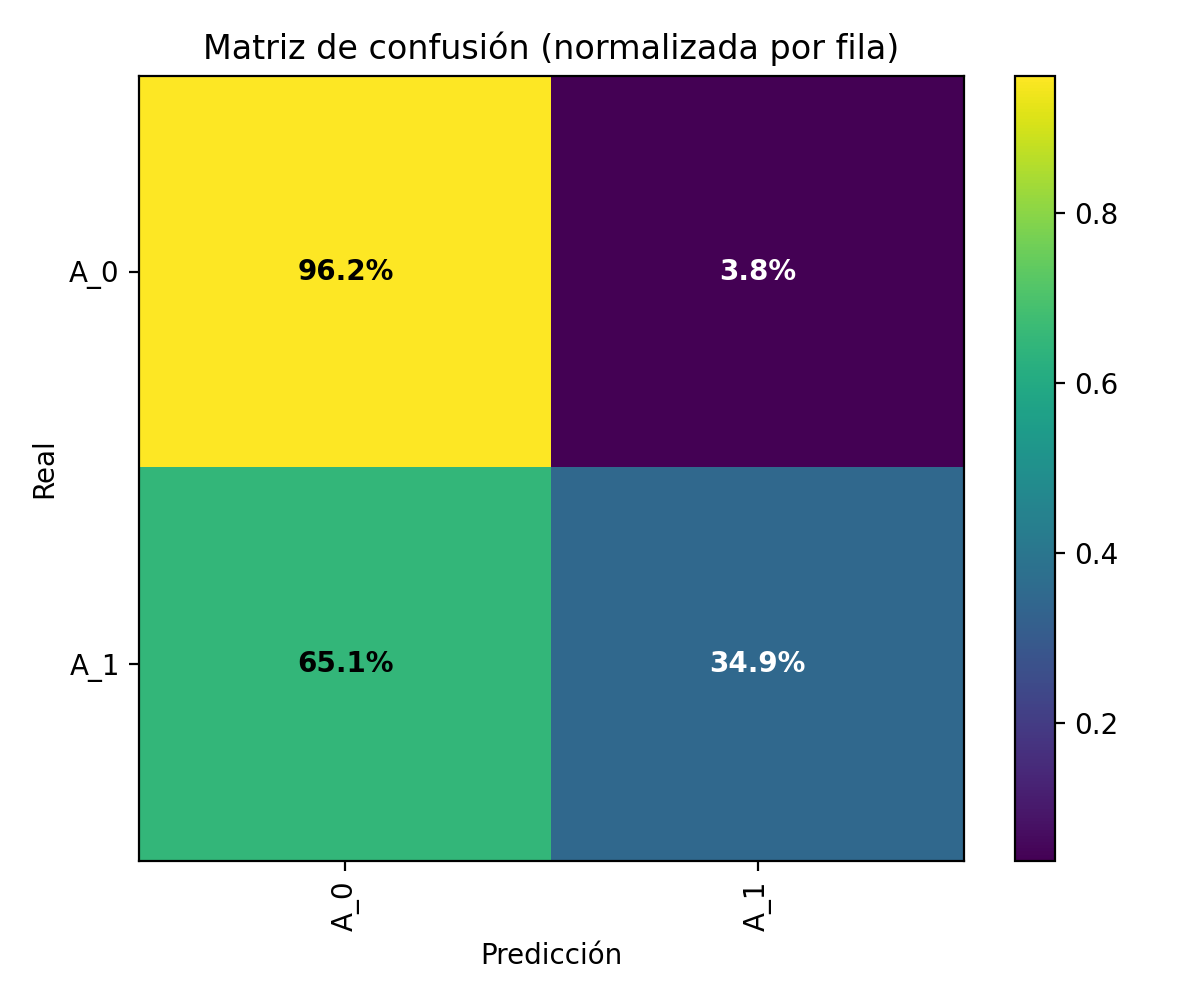 Matriz de confusión (normalizada por fila)
A_0
96.2%
3.8%
A_1
65.1%
34.9%
Real
A_0
A_1
Predicción
0.8
0.6
0.4
0.2